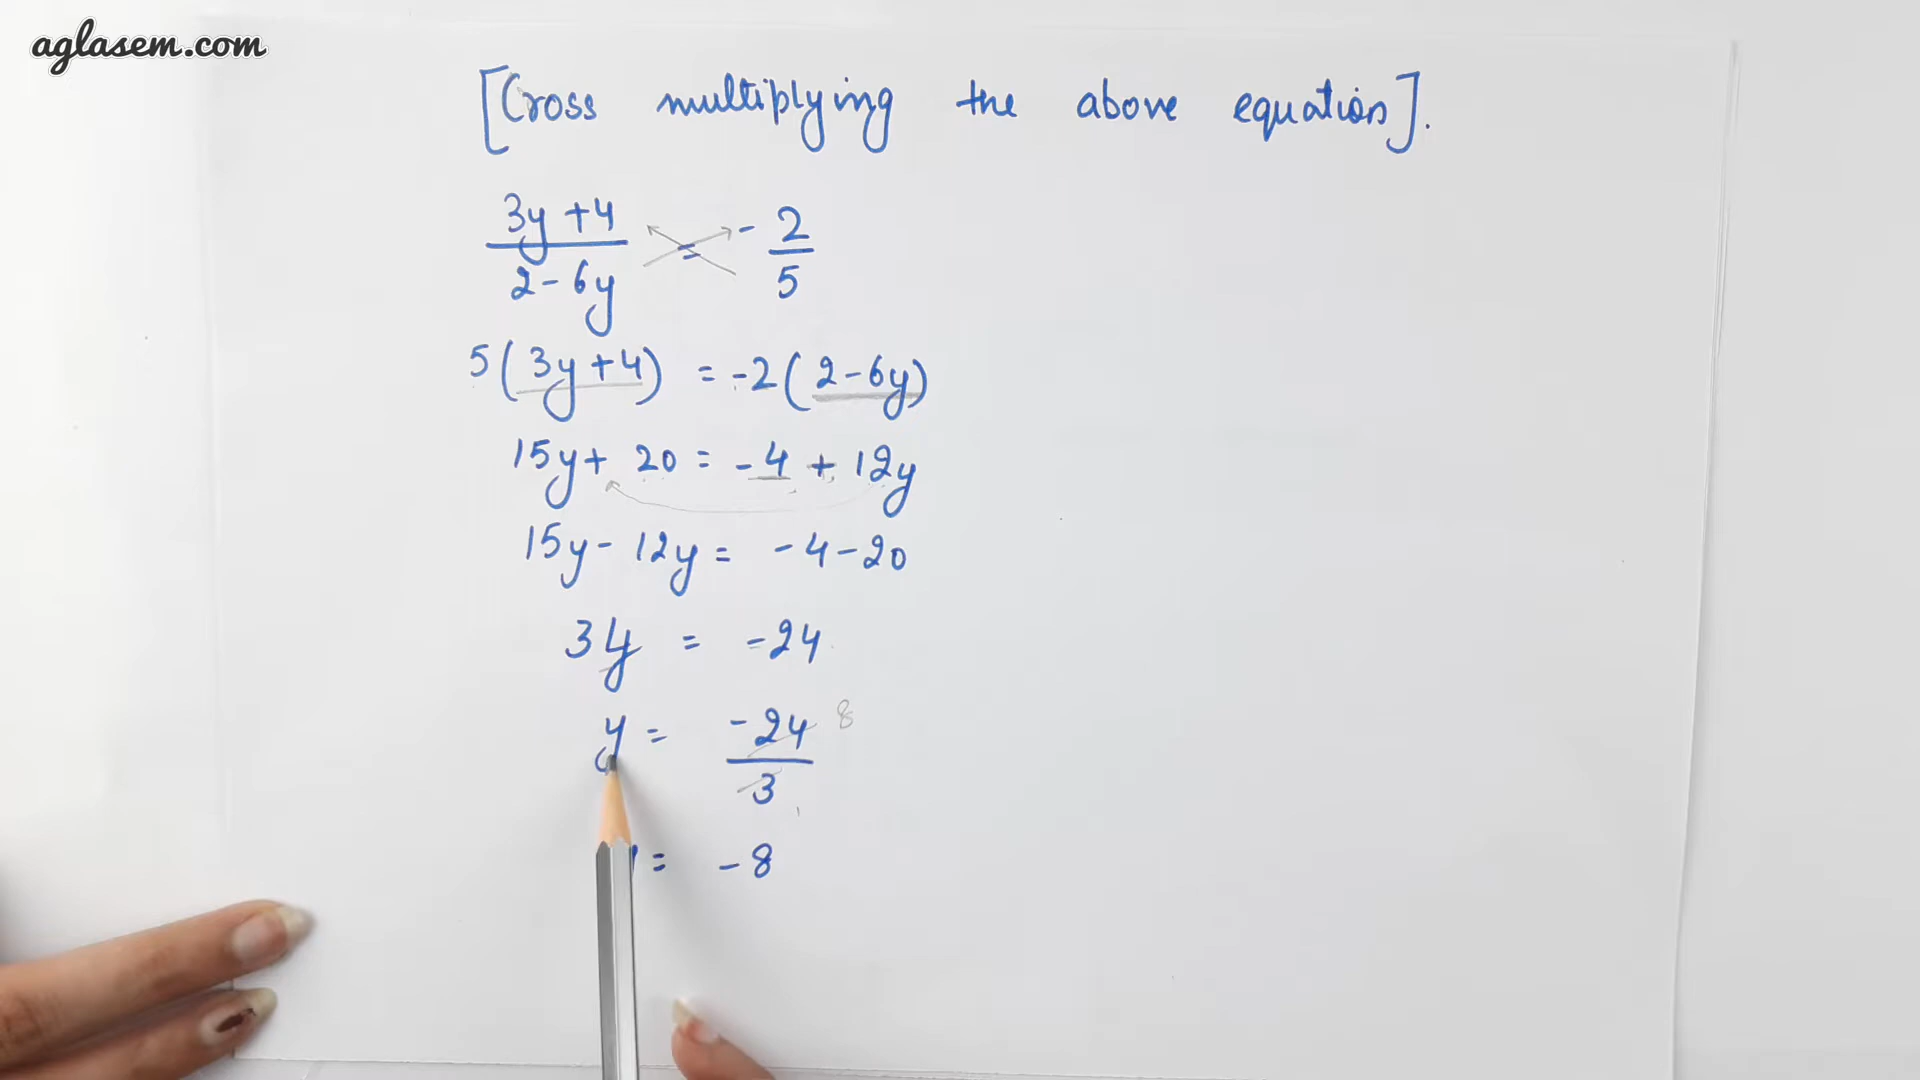 aglasem.com
[Cross multiplying the above equation].
3y+4 / 2-6y = - 2/5
5(3y+4) = -2(2-6y)
15y+ 20 = -4 + 12y
15y- 12y = -4-20
3y = -24
y = -24/3 8
= -8